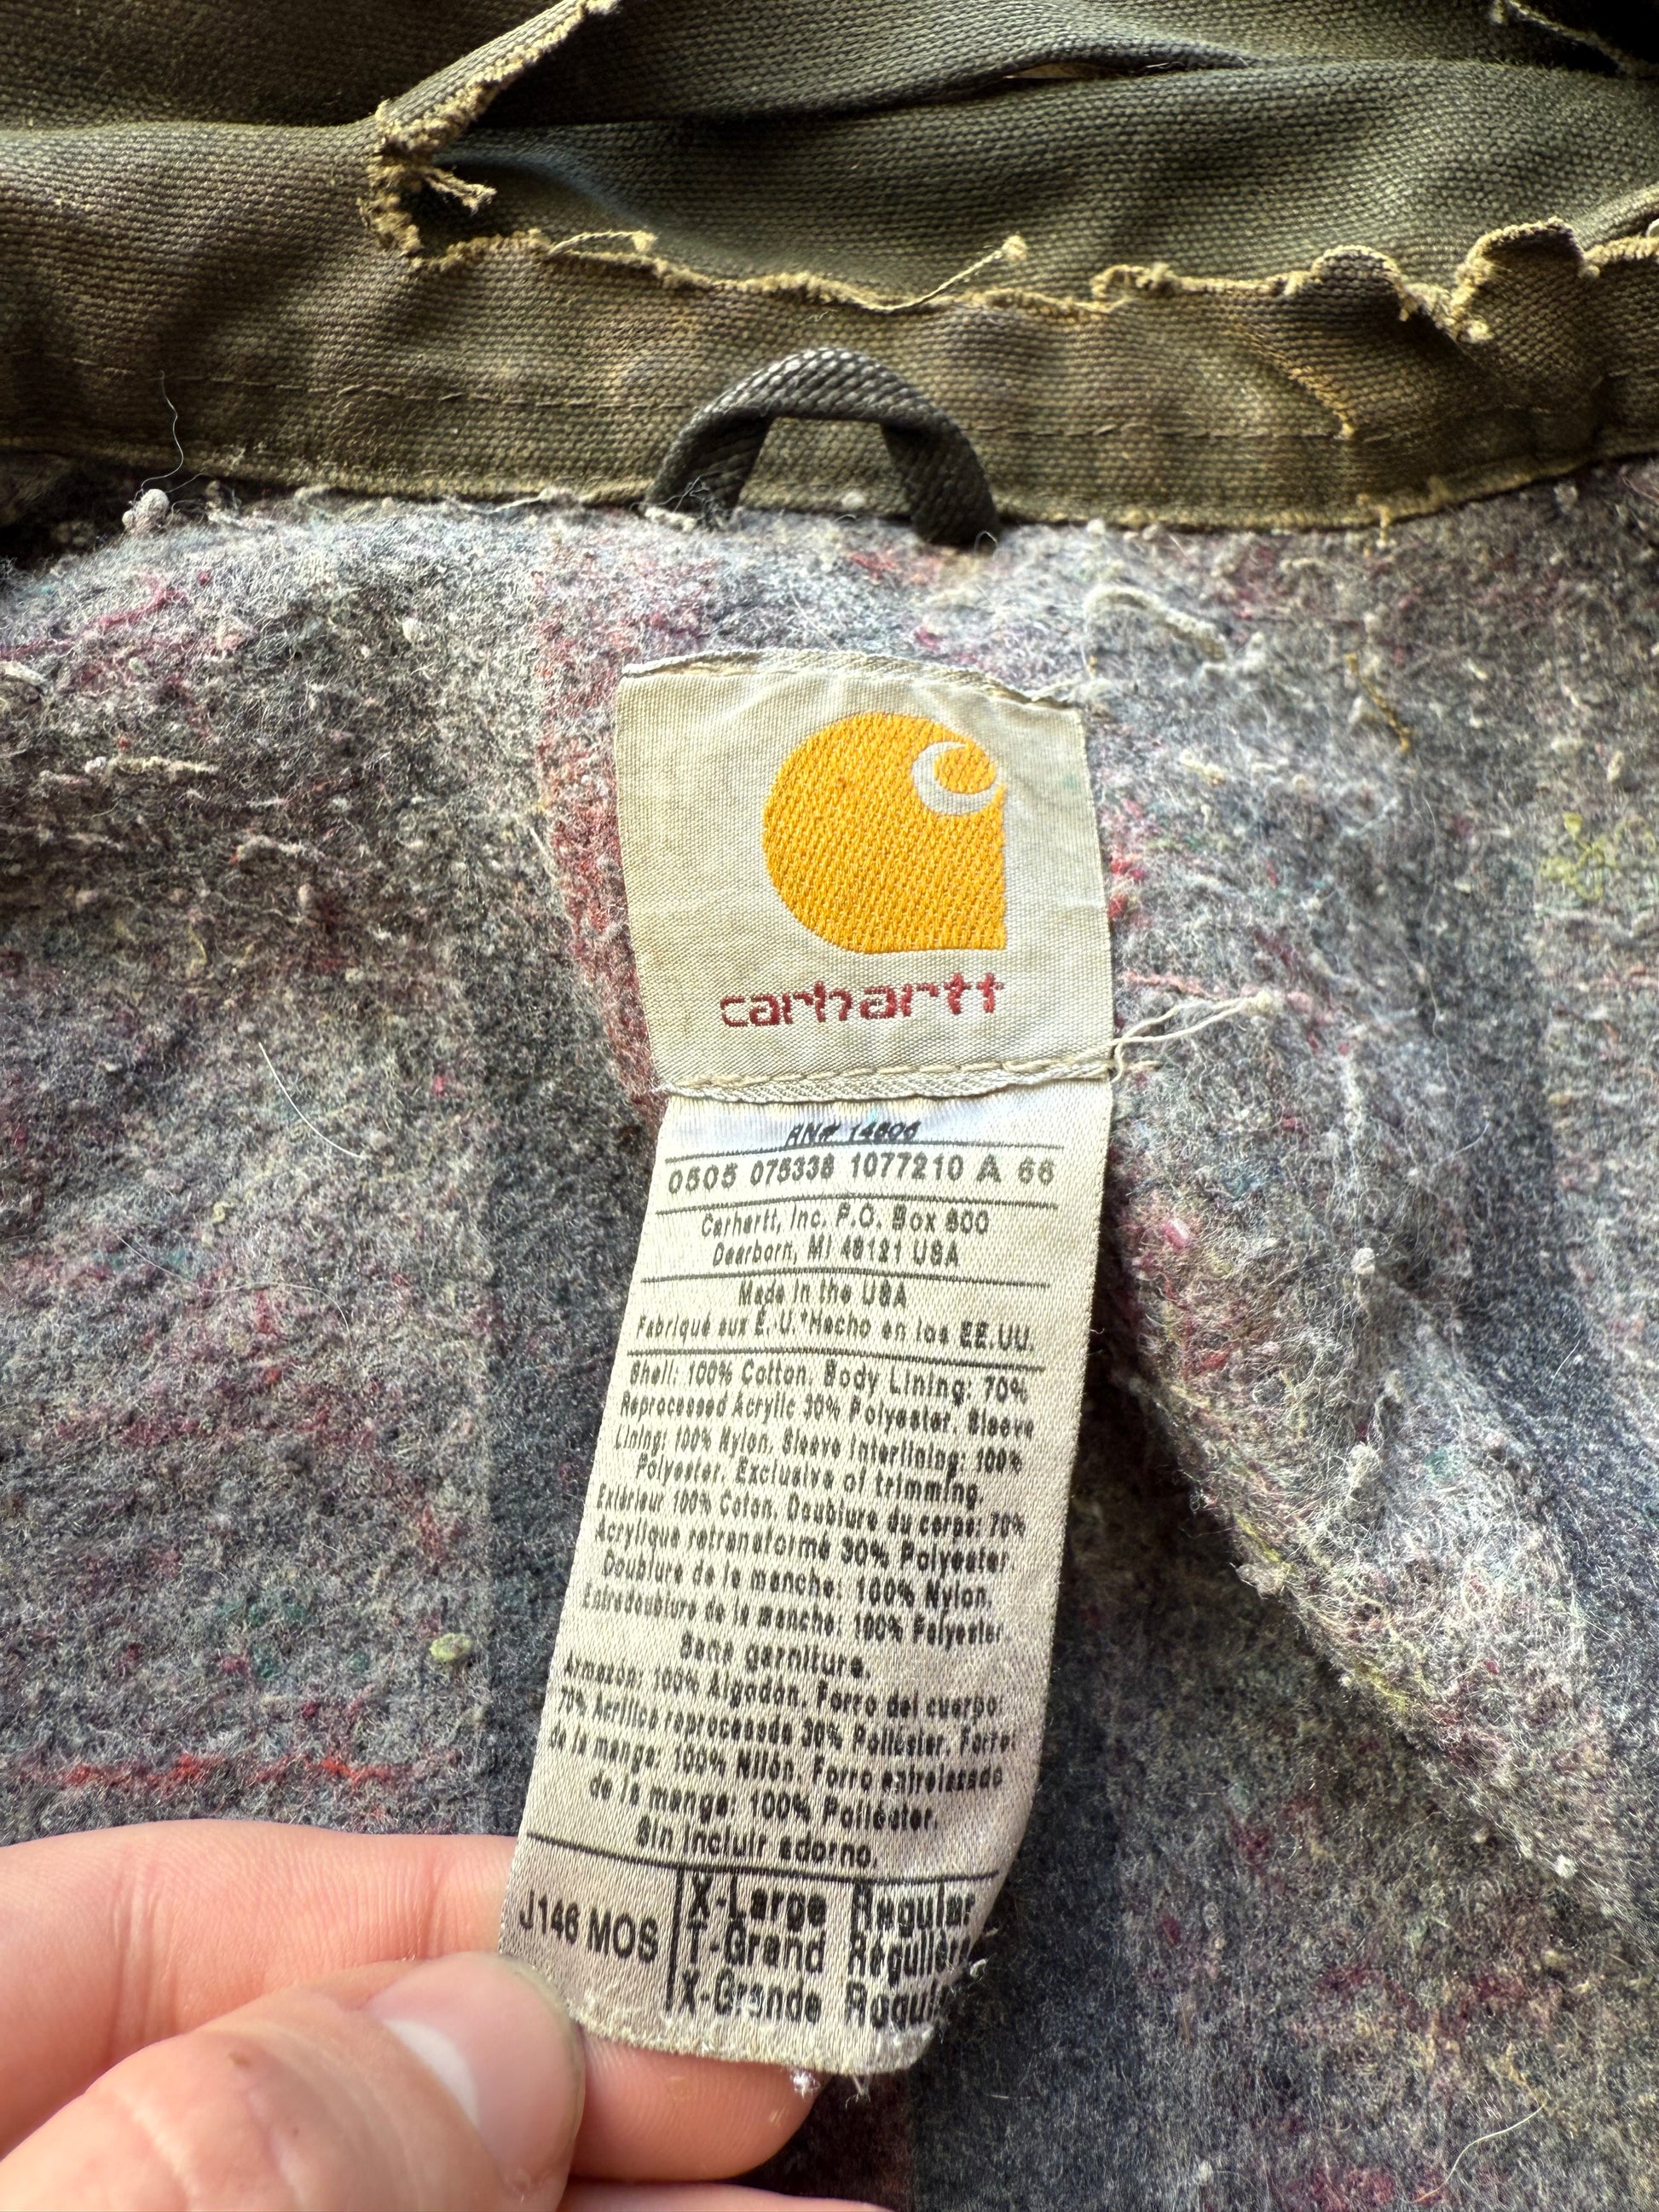 carhartt
RN# 14806
0505 075338 1077210 A 66
Carhartt, Inc. P.O. Box 600
Dearborn, MI 48121 USA
Made in the USA
Fabriqué aux É.-U.*Hecho en los EE.UU
Shell: 100% Cotton. Body Lining: 70%
Reprocessed Acrylic 30% Polyester. Sleeve
Lining: 100% Nylon. Sleeve Interlining: 100%
Polyester. Exclusive of trimming.
Extérieur 100% Coton. Doublure du corps: 70%
Acrylique retransformé 30% Polyester
Doublure de la manche: 100% Nylon.
Entredoublure de la manche: 100% Polyester
Sans garniture.
Armazon: 100% Algodón. Forro del cuerpo
70% Acrilico reprocesado 30% Poliéster. Forro
de la manga: 100% Nilón. Forro entrelazado
de la manga: 100% Poliéster.
Sin incluir adorno.
J146 MOS
X-Large Regular
T-Grand Régulier
X-Grande Regul